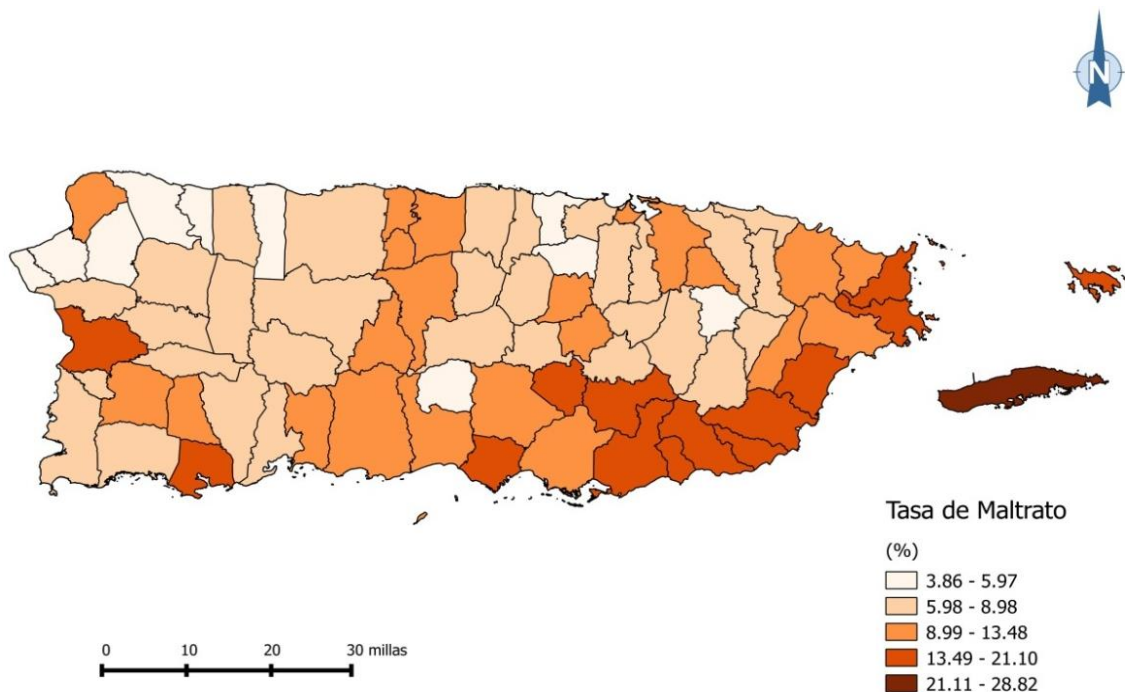 N
Tasa de Maltrato
(%)
3.86 - 5.97
5.98 - 8.98
8.99 - 13.48
13.49 - 21.10
21.11 - 28.82
0 10 20 30 millas